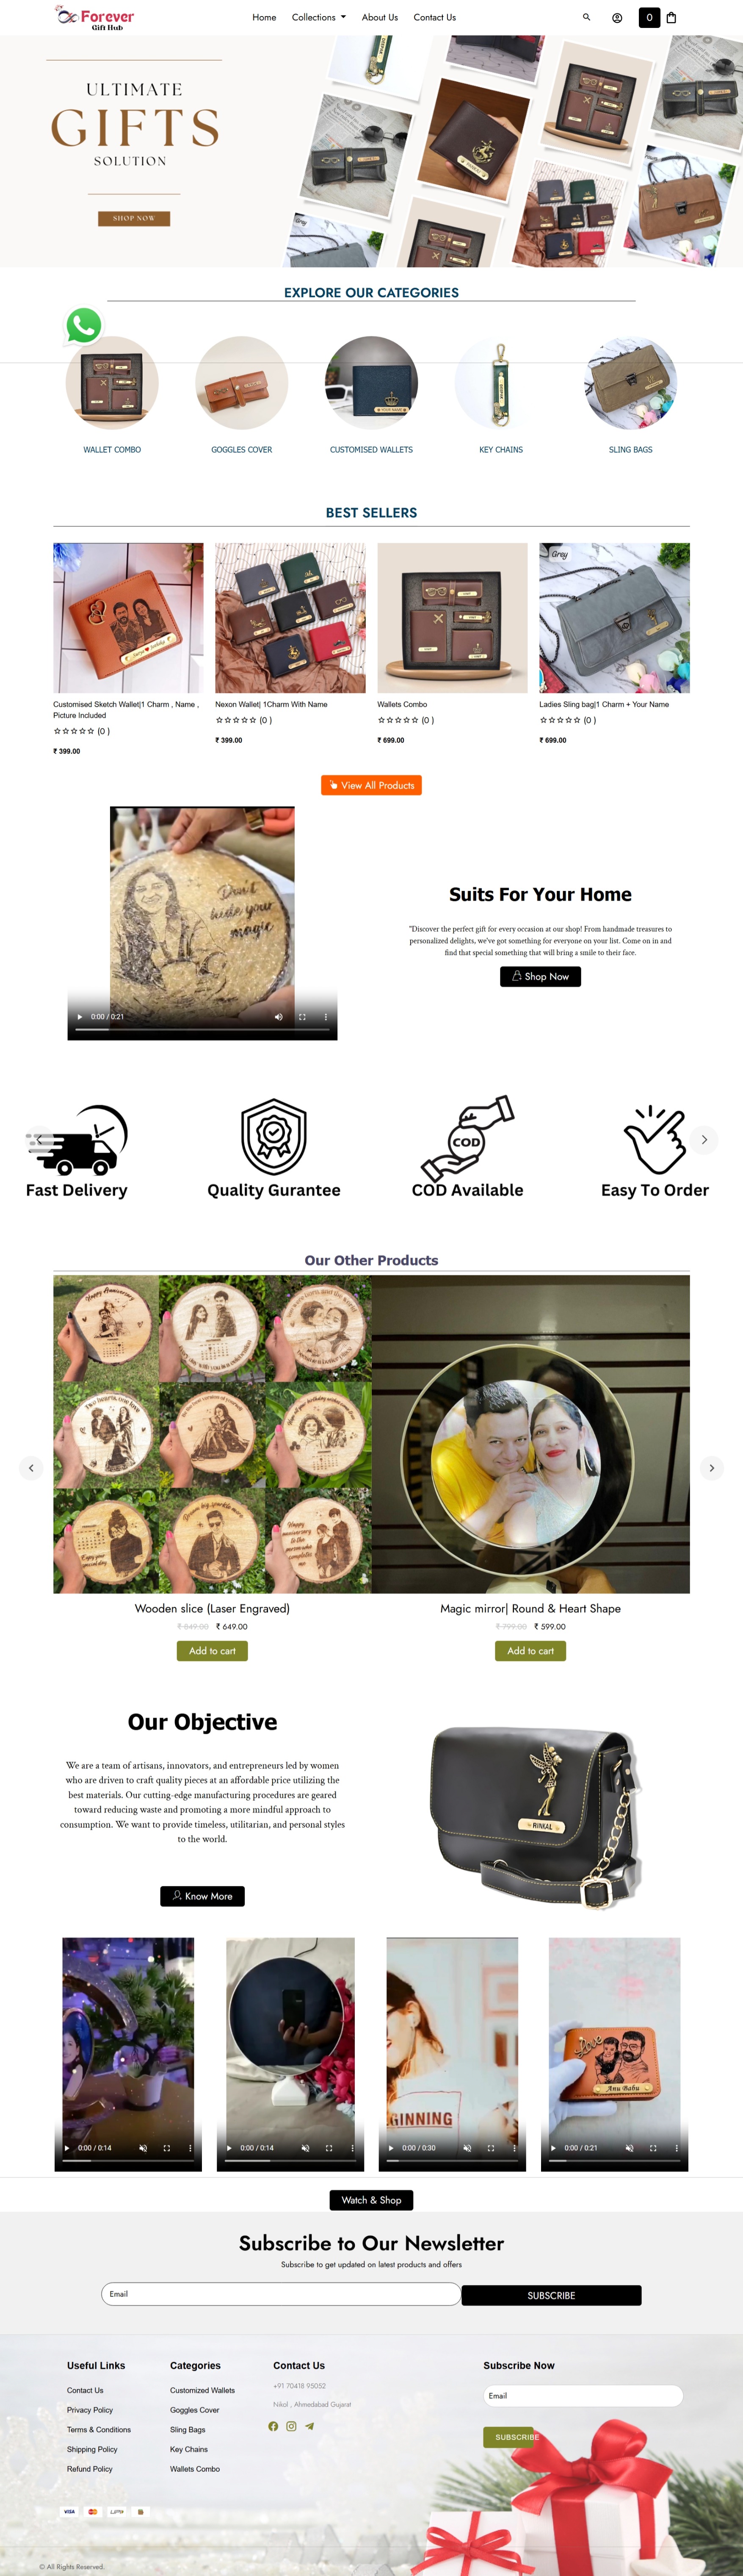 Forever
Gift Hub
Home
Collections
About Us
Contact Us
0
ULTIMATE
GIFTS
SOLUTION
SHOP NOW
EXPLORE OUR CATEGORIES
WALLET COMBO
GOGGLES COVER
CUSTOMISED WALLETS
KEY CHAINS
SLING BAGS
BEST SELLERS
Grey
Customised Sketch Wallet|1 Charm , Name ,
Picture Included
(0 )
₹ 399.00
Nexon Wallet| 1Charm With Name
(0 )
₹ 399.00
Wallets Combo
(0 )
₹ 699.00
Ladies Sling bag|1 Charm + Your Name
(0 )
₹ 699.00
View All Products
Don't
lose your
magic
0:00 / 0:21
Suits For Your Home
"Discover the perfect gift for every occasion at our shop! From handmade treasures to
personalized delights, we've got something for everyone on your list. Come on in and
find that special something that will bring a smile to their face.
Shop Now
Fast Delivery
Quality Gurantee
COD
COD Available
Easy To Order
Our Other Products
Wooden slice (Laser Engraved)
₹ 849.00 ₹ 649.00
Add to cart
Magic mirror| Round & Heart Shape
₹ 799.00 ₹ 599.00
Add to cart
Our Objective
We are a team of artisans, innovators, and entrepreneurs led by women
who are driven to craft quality pieces at an affordable price utilizing the
best materials. Our cutting-edge manufacturing procedures are geared
toward reducing waste and promoting a more mindful approach to
consumption. We want to provide timeless, utilitarian, and personal styles
to the world.
Know More
RINKAL
0:00 / 0:14
0:00 / 0:14
GINNING
0:00 / 0:30
Love
Anu Babu
0:00 / 0:21
Watch & Shop
Subscribe to Our Newsletter
Subscribe to get updated on latest products and offers
Email
SUBSCRIBE
Useful Links
Contact Us
Privacy Policy
Terms & Conditions
Shipping Policy
Refund Policy
Categories
Customized Wallets
Goggles Cover
Sling Bags
Key Chains
Wallets Combo
Contact Us
+91 70418 95052
Nikol , Ahmedabad Gujarat
Subscribe Now
Email
SUBSCRIBE
VISA
UPI
© All Rights Reserved.